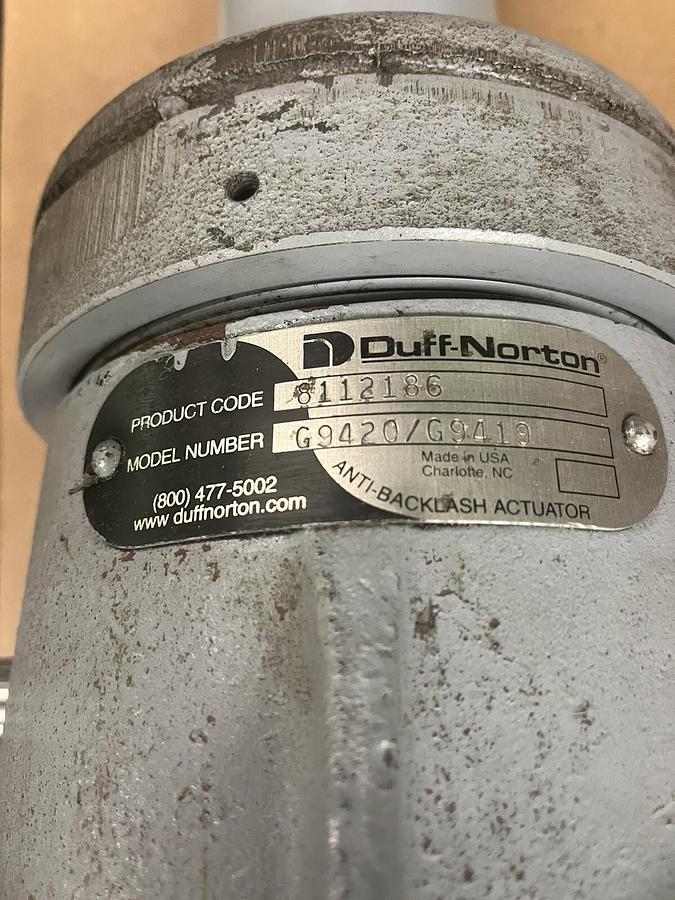 Duff-Norton®
PRODUCT CODE 8112186
MODEL NUMBER G9420/G9419
Made in USA
Charlotte, NC
(800) 477-5002
www.duffnorton.com
ANTI-BACKLASH ACTUATOR